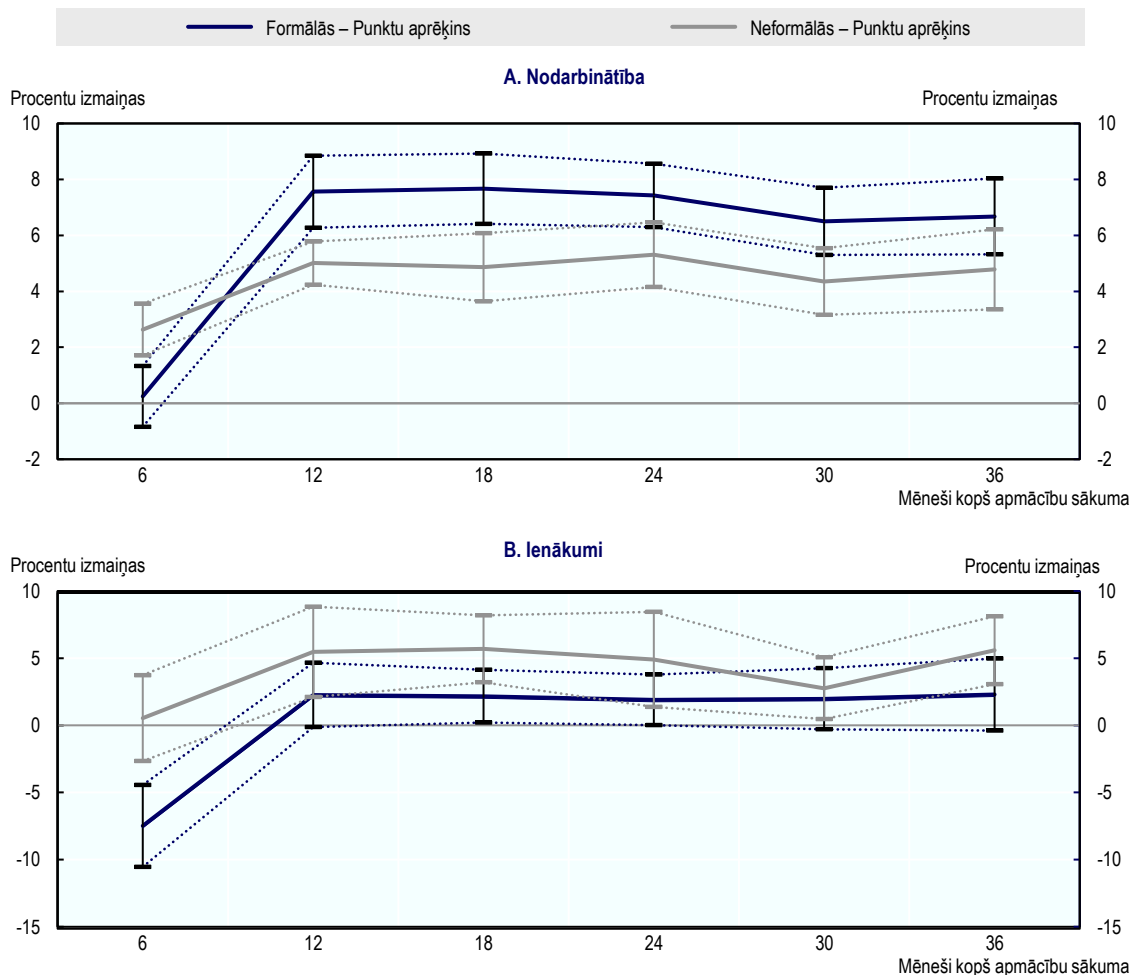 Formālās – Punktu aprēķins Neformālās – Punktu aprēķins
A. Nodarbinātība
Procentu izmaiņas Procentu izmaiņas
10 10
8 8
6 6
4 4
2 2
0 0
-2 -2
6 12 18 24 30 36
Mēneši kopš apmācību sākuma
B. Ienākumi
Procentu izmaiņas Procentu izmaiņas
10 10
5 5
0 0
-5 -5
-10 -10
-15 -15
6 12 18 24 30 36
Mēneši kopš apmācību sākuma